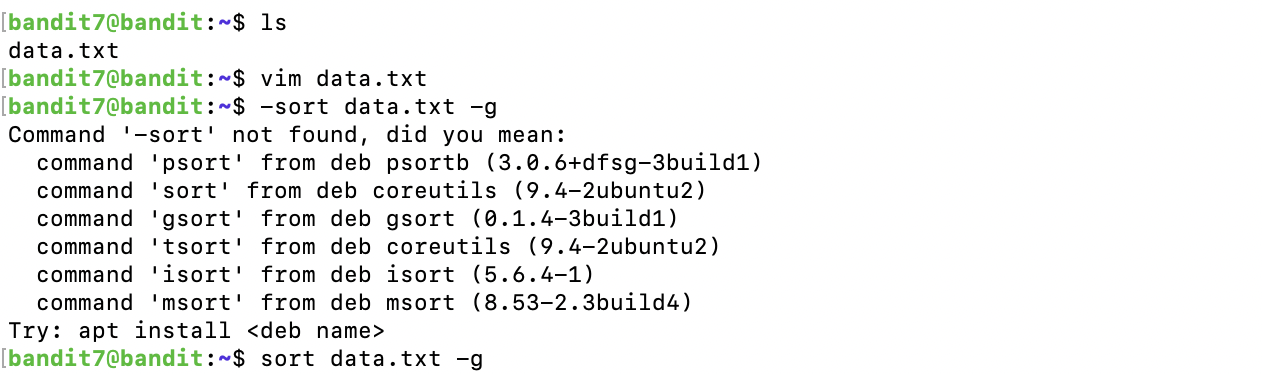 [bandit7@bandit:~$ ls
data.txt
[bandit7@bandit:~$ vim data.txt
[bandit7@bandit:~$ -sort data.txt -g
Command '-sort' not found, did you mean:
  command 'psort' from deb psortb (3.0.6+dfsg-3build1)
  command 'sort' from deb coreutils (9.4-2ubuntu2)
  command 'gsort' from deb gsort (0.1.4-3build1)
  command 'tsort' from deb coreutils (9.4-2ubuntu2)
  command 'isort' from deb isort (5.6.4-1)
  command 'msort' from deb msort (8.53-2.3build4)
Try: apt install <deb name>
[bandit7@bandit:~$ sort data.txt -g